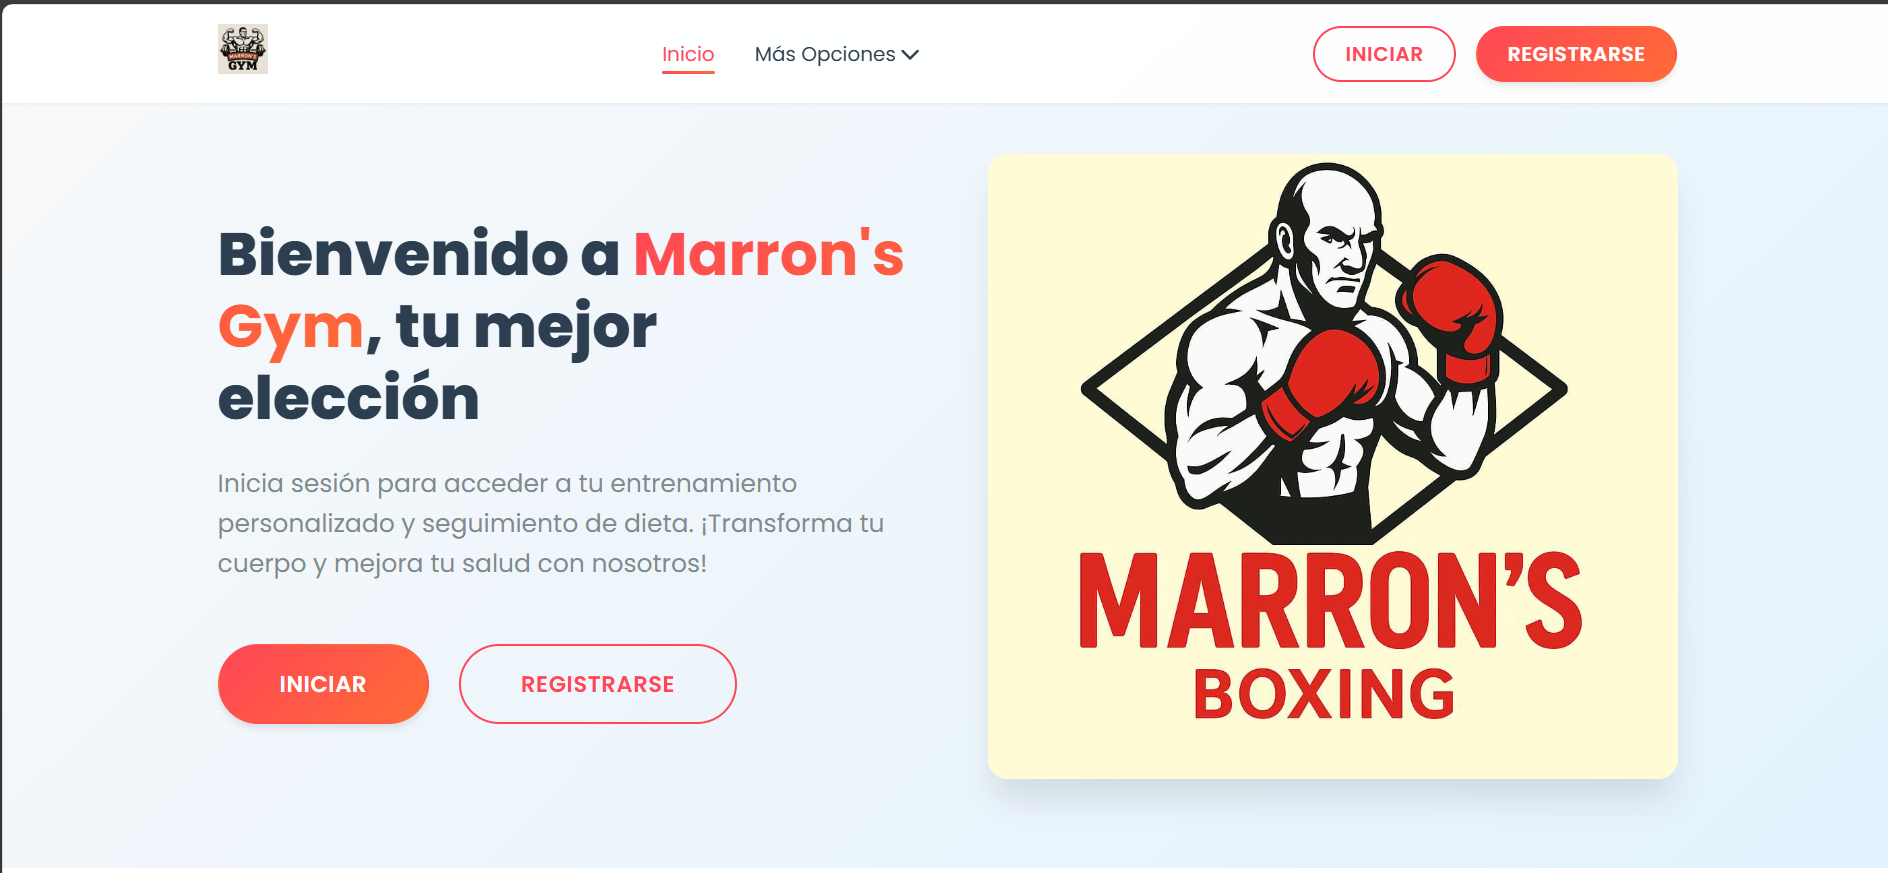 MARRON'S
GYM
Inicio
Más Opciones
INICIAR
REGISTRARSE
Bienvenido a Marron's
Gym, tu mejor
elección
Inicia sesión para acceder a tu entrenamiento
personalizado y seguimiento de dieta. ¡Transforma tu
cuerpo y mejora tu salud con nosotros!
INICIAR
REGISTRARSE
MARRON’S
BOXING